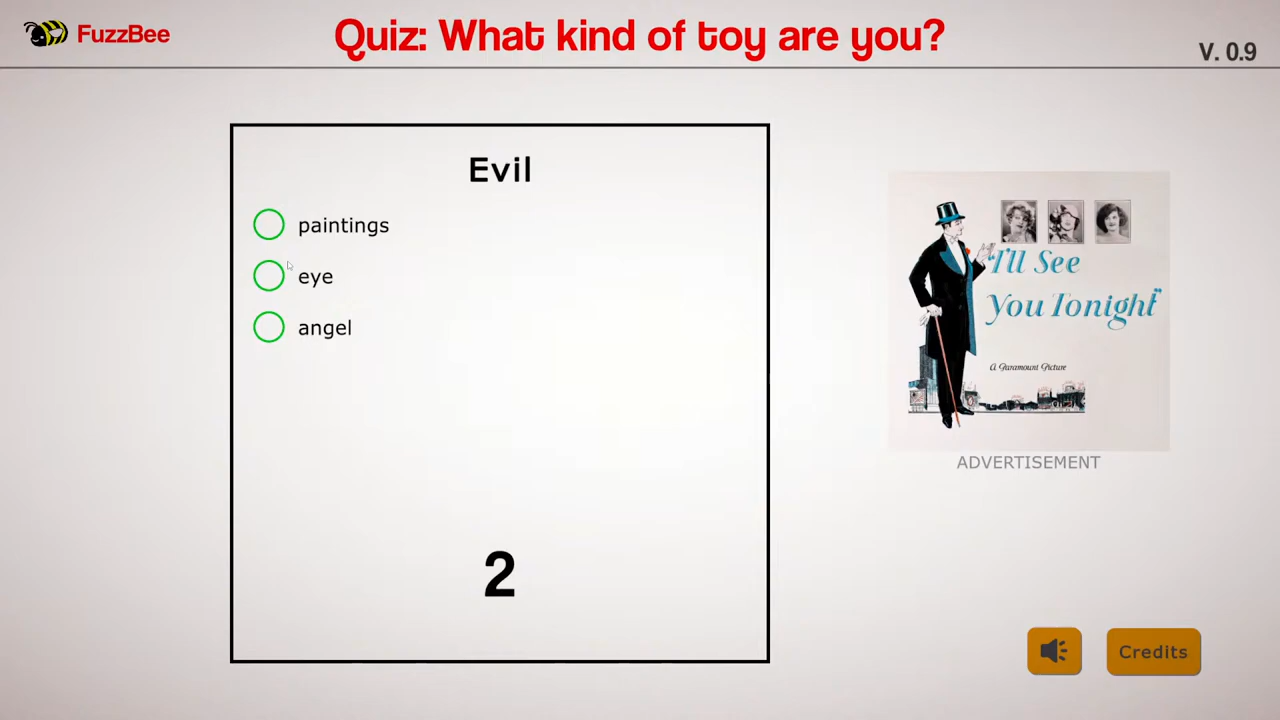 FuzzBee
Quiz: What kind of toy are you?
V. 0.9
Evil
paintings
eye
angel
2
I'll See
You Tonight"
A Paramount Picture
ADVERTISEMENT
Credits